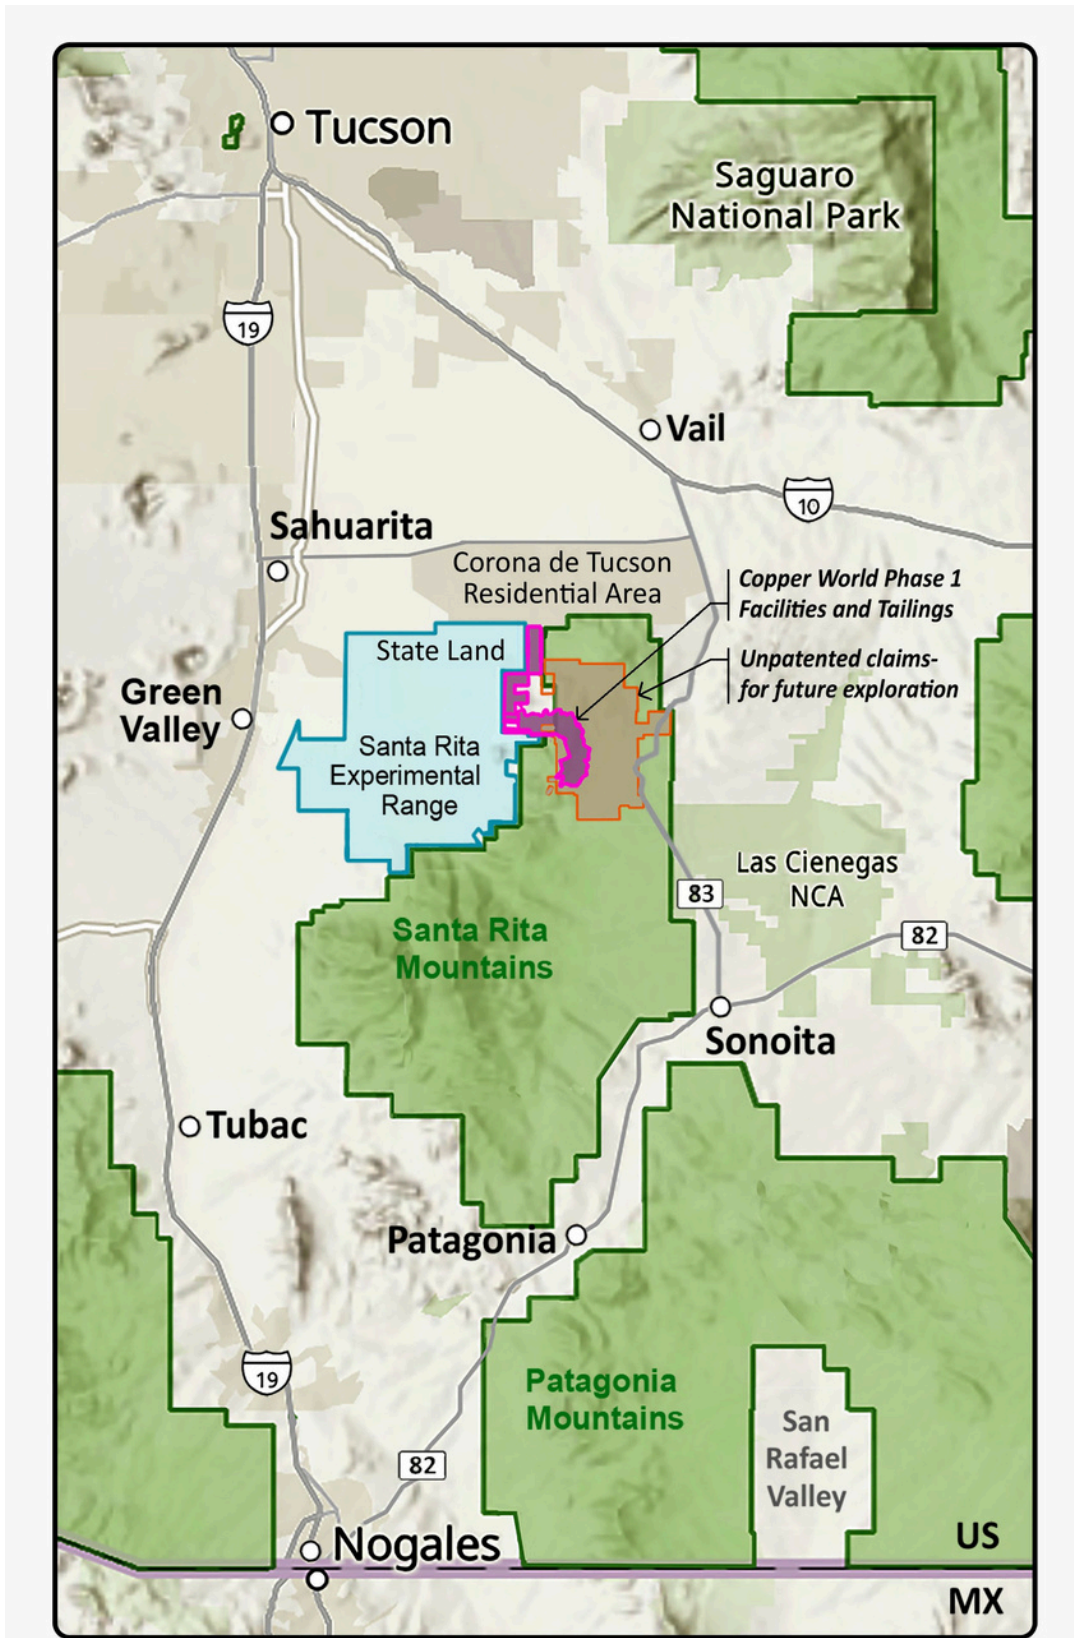 Tucson
Saguaro
National Park
19
Vail
10
Sahuarita
Corona de Tucson
Residential Area
Copper World Phase 1
Facilities and Tailings
State Land
Unpatented claims-
for future exploration
Green
Valley
Santa Rita
Experimental
Range
Las Cienegas
NCA
83
82
Santa Rita
Mountains
Sonoita
Tubac
Patagonia
19
Patagonia
Mountains
San
Rafael
Valley
82
Nogales
US
MX